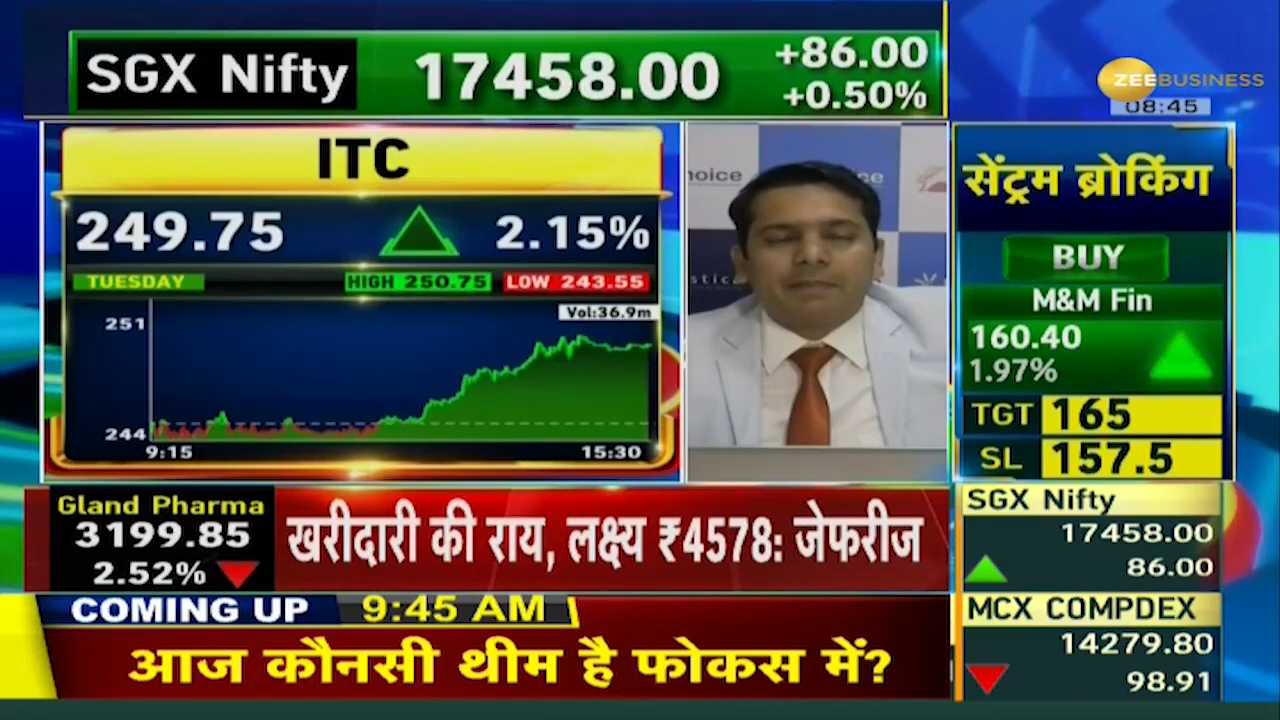 SGX Nifty
17458.00
+86.00
+0.50%
ZEEBUSINESS
08:45
ITC
249.75
2.15%
TUESDAY
HIGH 250.75
LOW 243.55
Vol:36.9m
251
244
9:15
15:30
सेंट्रम ब्रोकिंग
BUY
M&M Fin
160.40
1.97%
TGT 165
SL 157.5
Gland Pharma
3199.85
2.52%
खरीदारी की राय, लक्ष्य ₹4578: जेफरीज
SGX Nifty
17458.00
86.00
COMING UP 9:45 AM
आज कौनसी थीम है फोकस में?
MCX COMPDEX
14279.80
98.91